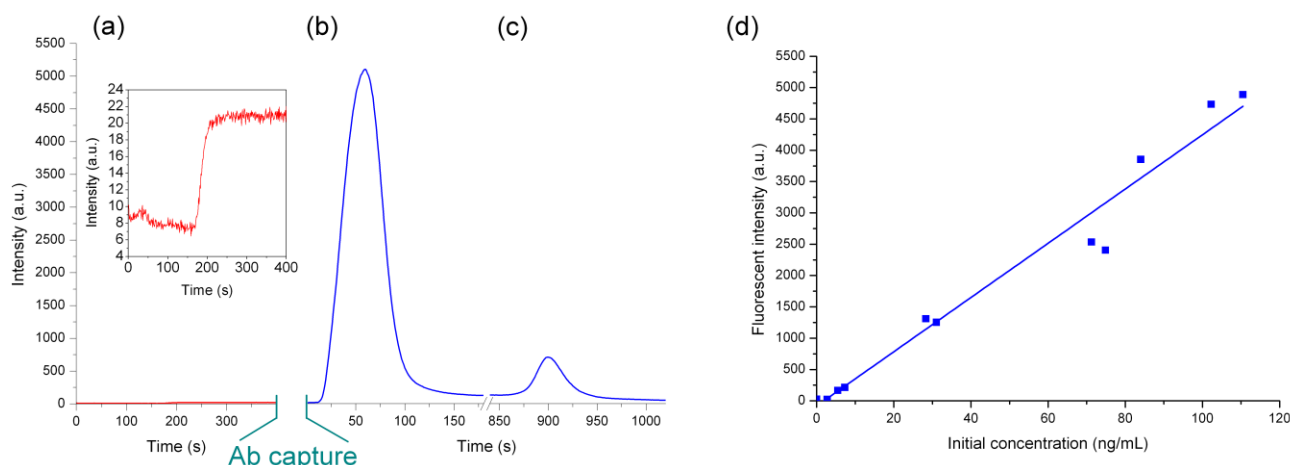 (a)
(b)
(c)
(d)
5500
5000
4500
4000
3500
3000
2500
2000
1500
1000
500
0
Intensity (a.u.)
24
22
20
18
16
14
12
10
8
6
4
Intensity (a.u.)
0 100 200 300 400
Time (s)
0 100 200 300
Time (s)
50 100 150
850 900 950 1000
Time (s)
Ab capture
5500
5000
4500
4000
3500
3000
2500
2000
1500
1000
500
0
Fluorescent intensity (a.u.)
0 20 40 60 80 100 120
Initial concentration (ng/mL)